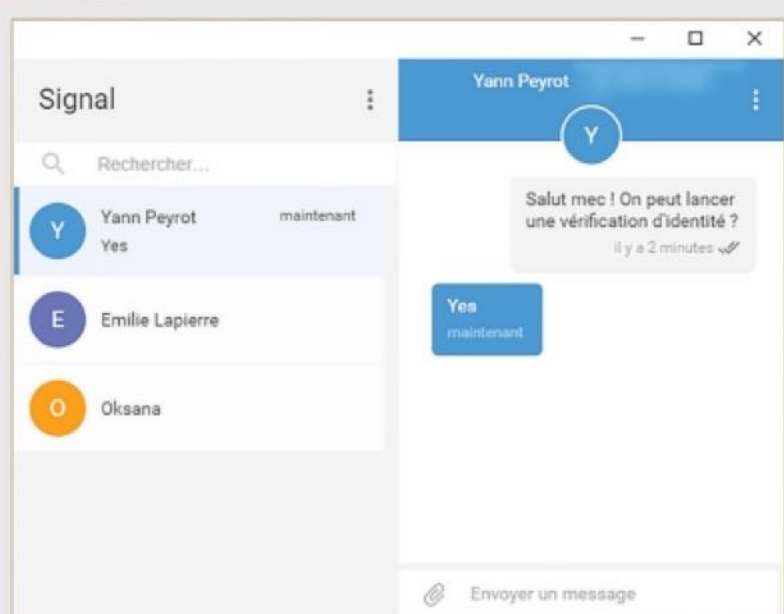 Signal
Rechercher...
Y
Yann Peyrot
maintenant
Yes
E
Emilie Lapierre
O
Oksana
Yann Peyrot
Y
Salut mec ! On peut lancer
une vérification d'identité ?
il y a 2 minutes
Yes
maintenant
Envoyer un message